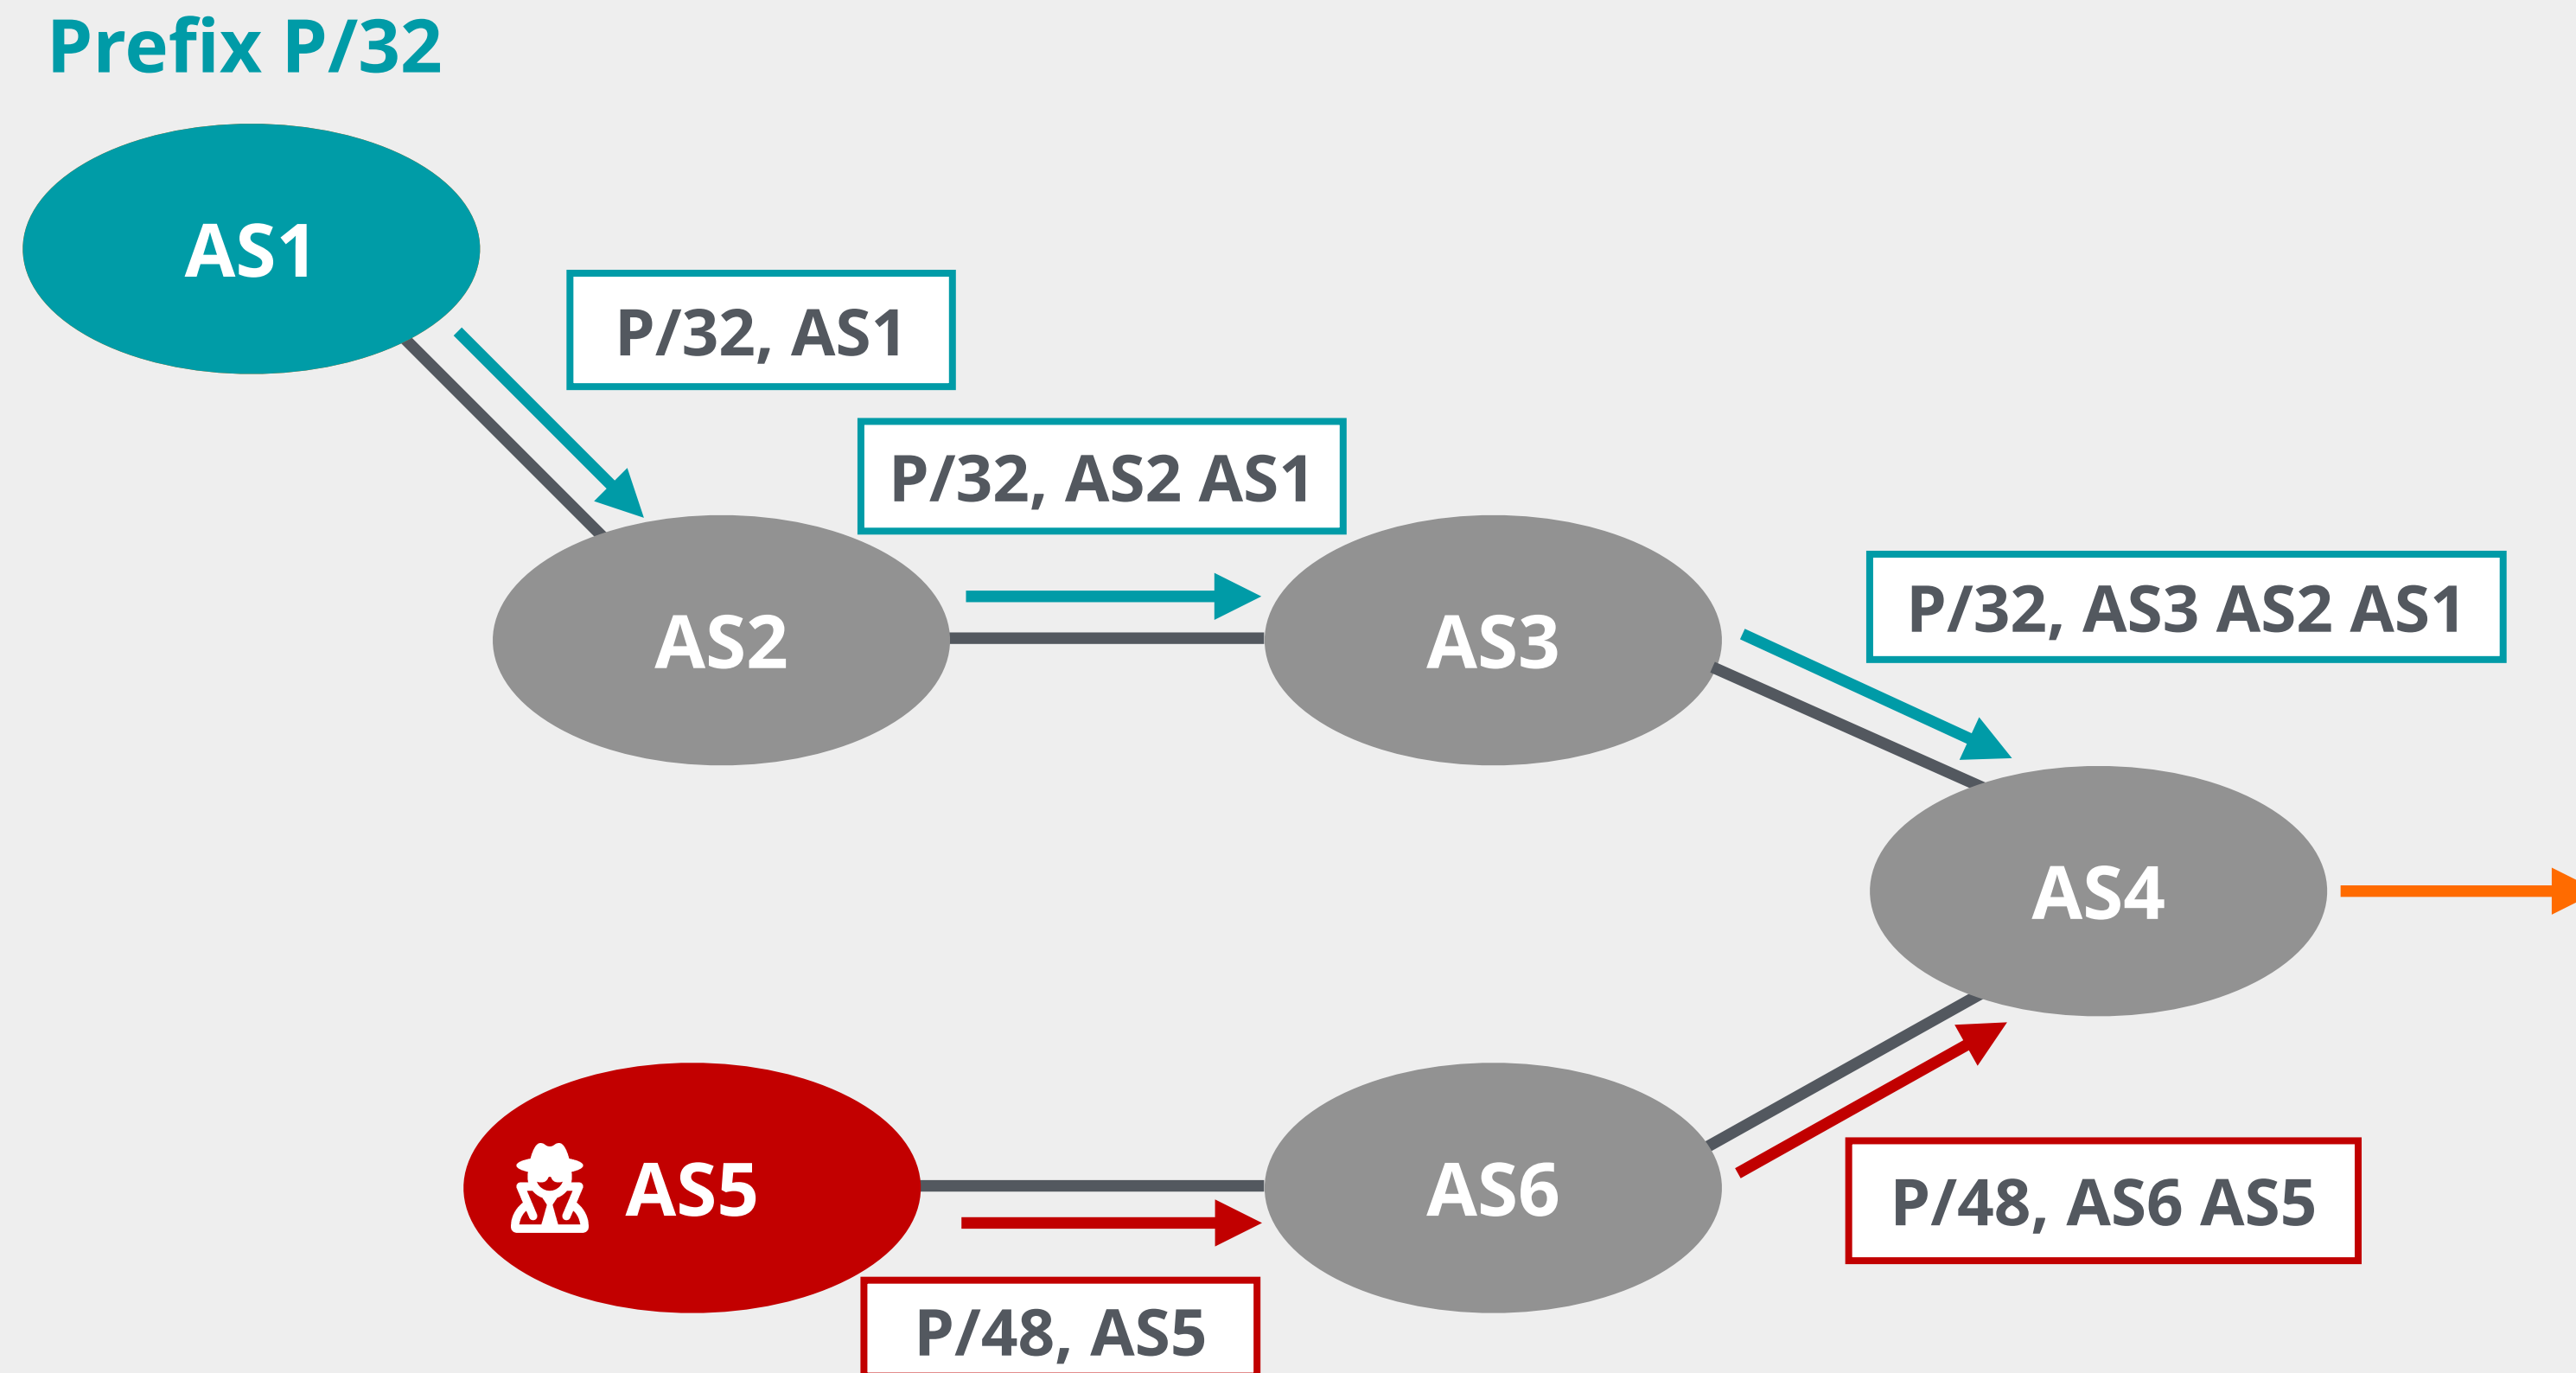 Prefix P/32
AS1
P/32, AS1
P/32, AS2 AS1
AS2
AS3
P/32, AS3 AS2 AS1
AS4
AS5
AS6
P/48, AS6 AS5
P/48, AS5